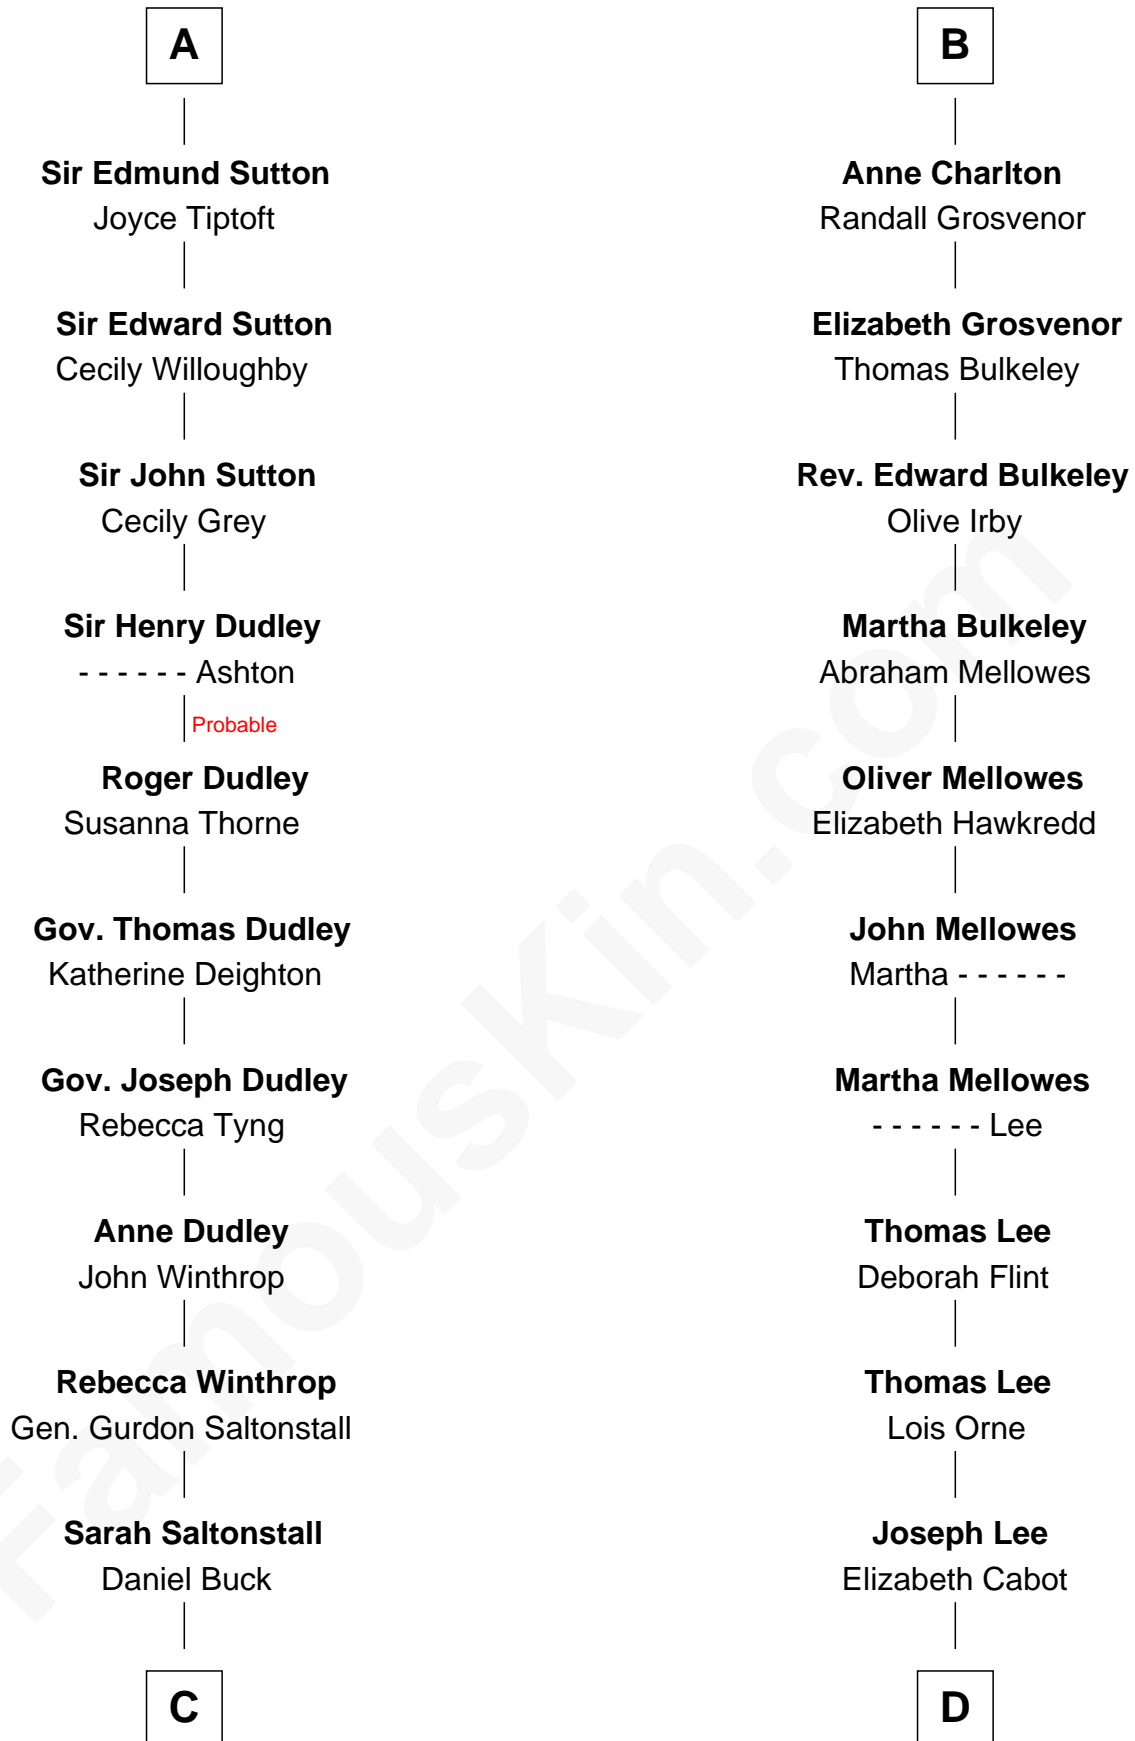 A
Sir Edmund Sutton
Joyce Tiptoft
Sir Edward Sutton
Cecily Willoughby
Sir John Sutton
Cecily Grey
Sir Henry Dudley
- - - - - - Ashton
Probable
Roger Dudley
Susanna Thorne
Gov. Thomas Dudley
Katherine Deighton
Gov. Joseph Dudley
Rebecca Tyng
Anne Dudley
John Winthrop
Rebecca Winthrop
Gen. Gurdon Saltonstall
Sarah Saltonstall
Daniel Buck
C
B
Anne Charlton
Randall Grosvenor
Elizabeth Grosvenor
Thomas Bulkeley
Rev. Edward Bulkeley
Olive Irby
Martha Bulkeley
Abraham Mellowes
Oliver Mellowes
Elizabeth Hawkredd
John Mellowes
Martha - - - - - -
Martha Mellowes
- - - - - - Lee
Thomas Lee
Deborah Flint
Thomas Lee
Lois Orne
Joseph Lee
Elizabeth Cabot
D
FamousKin.com